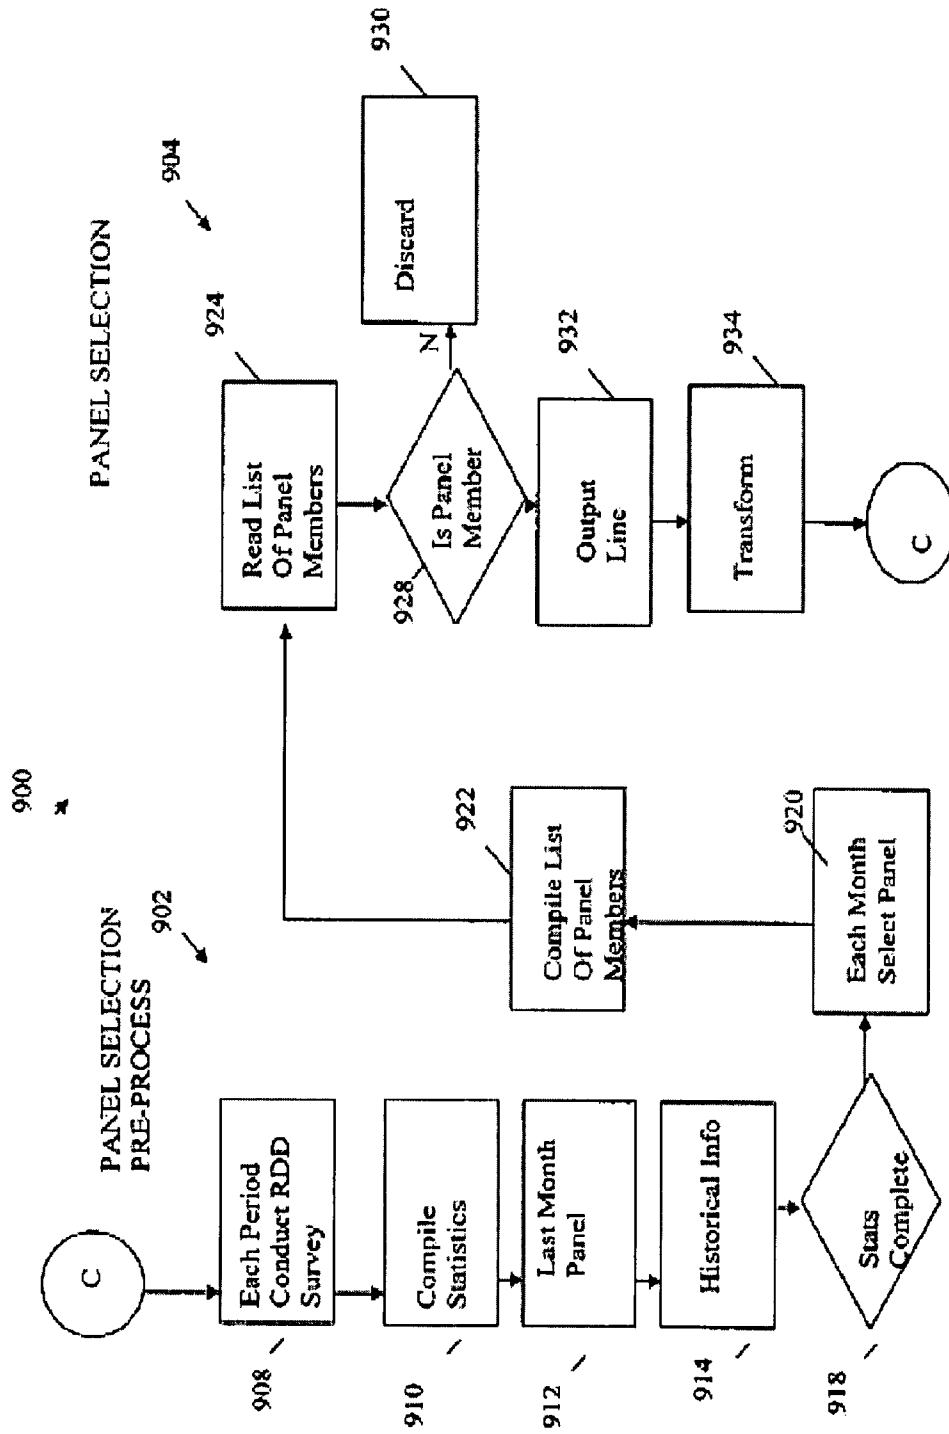 900
PANEL SELECTION
PRE-PROCESS
902
C
Each Period
Conduct RDD
Survey
908
Compile
Statistics
910
Last Month
Panel
912
Historical Info
914
Stats
Complete
918
Each Month
Select Panel
920
Compile List
Of Panel
Members
922
PANEL SELECTION
904
Read List
Of Panel
Members
924
Is Panel
Member
928
N
Discard
930
Output
Line
932
Transform
934
C